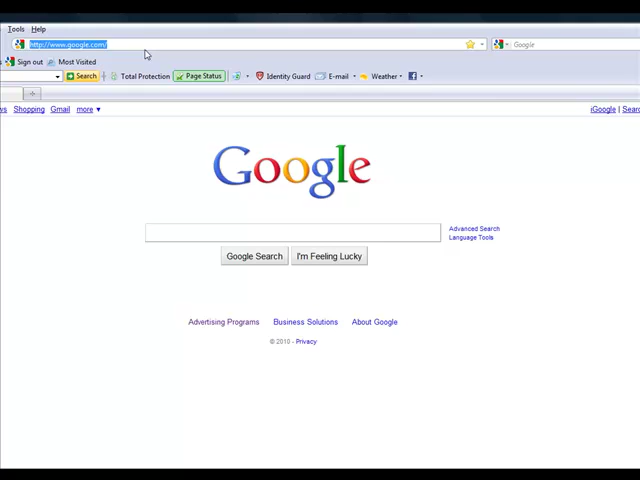 Tools Help
http://www.google.com/
Google
Sign out Most Visited
Search Total Protection Page Status Identity Guard E-mail Weather
Shopping Gmail more ▼
iGoogle |
Google
Advanced Search
Language Tools
Google Search I'm Feeling Lucky
Advertising Programs Business Solutions About Google
© 2010 - Privacy